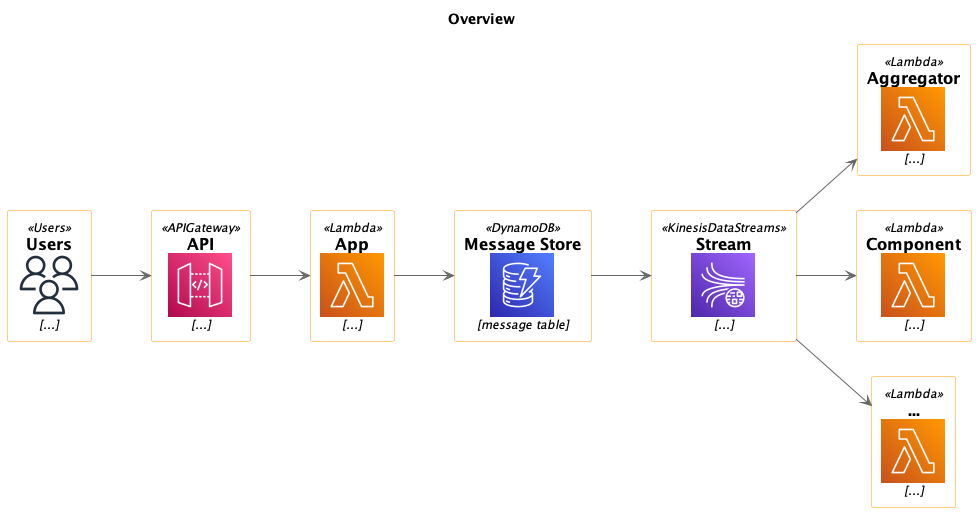 Overview
«Users»
Users
[...]
«APIGateway»
API
[...]
«Lambda»
App
[...]
«DynamoDB»
Message Store
[message table]
«KinesisDataStreams»
Stream
[...]
«Lambda»
Aggregator
[...]
«Lambda»
Component
[...]
«Lambda»
...
[...]